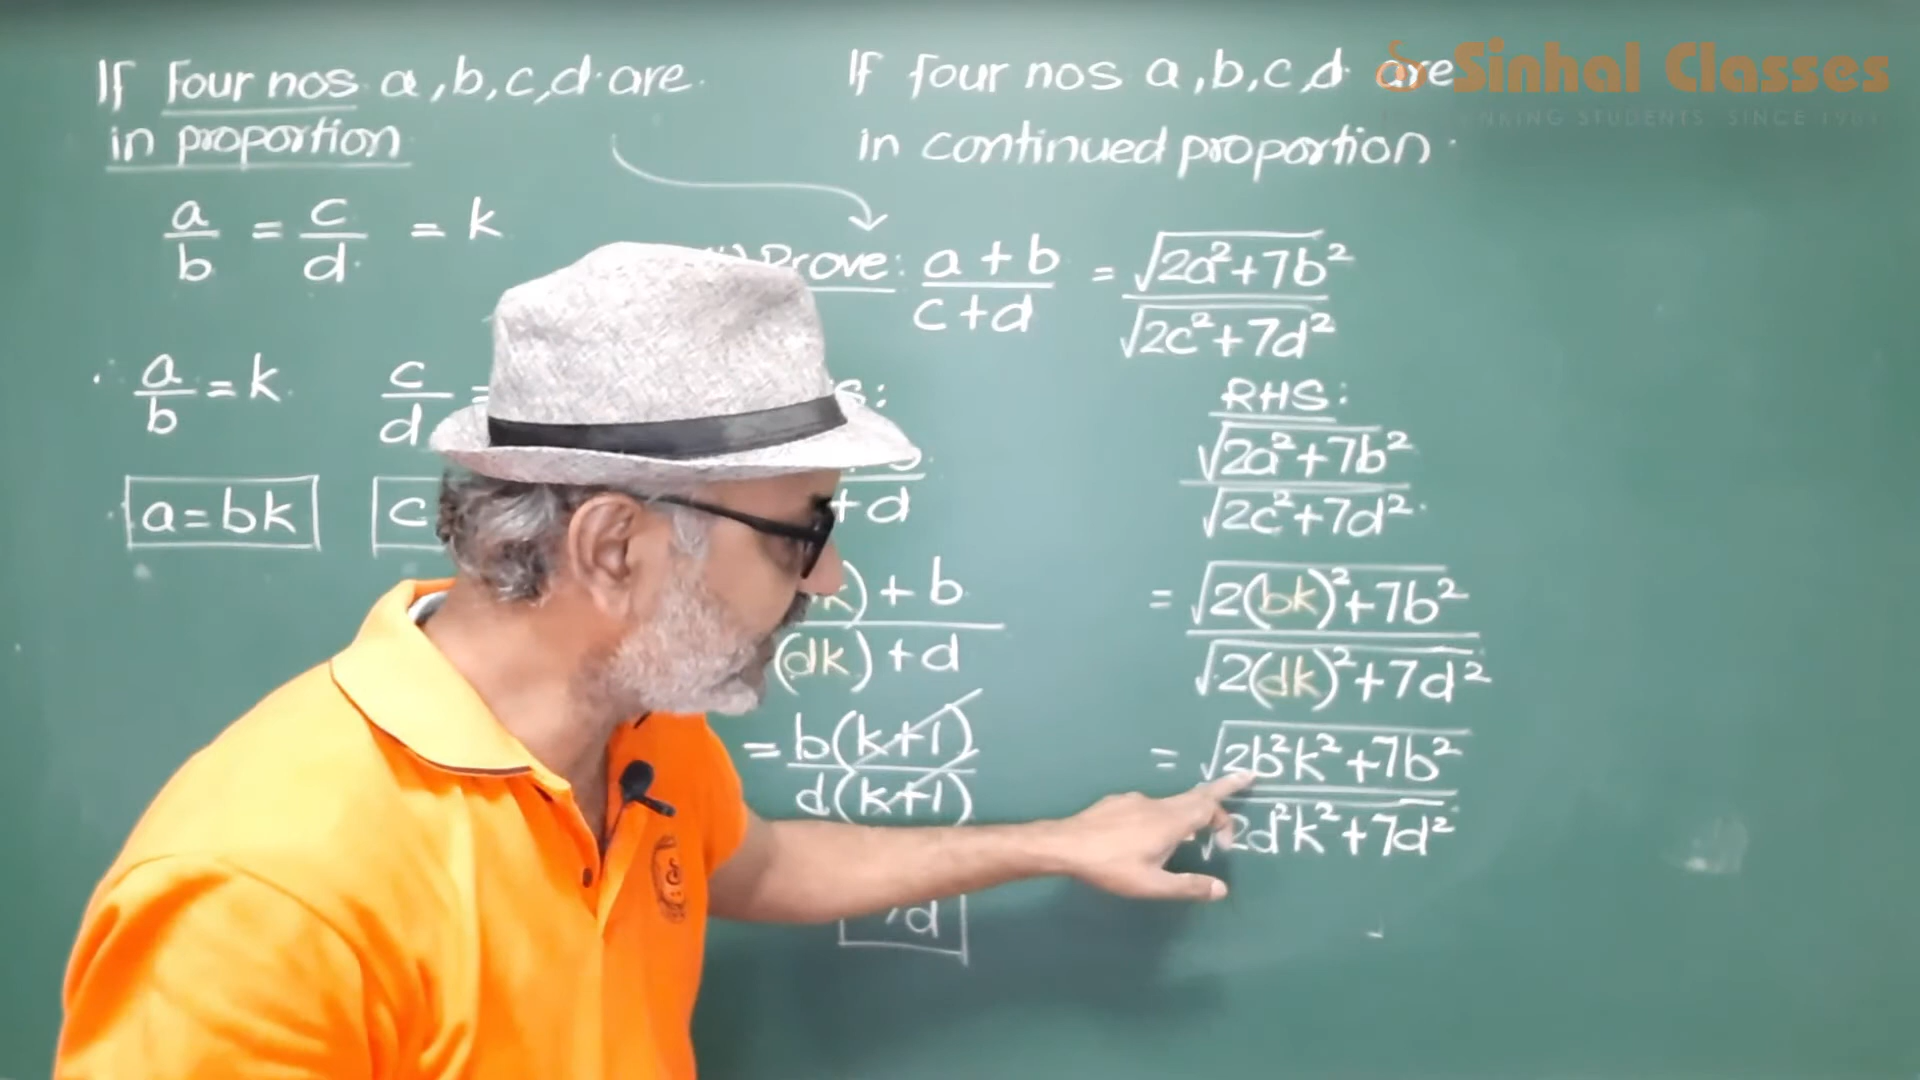 If Four nos a, b, c, d are
in proportion
a/b = c/d = k
a/b = k
c/d =
a = bk
c
If four nos a, b, c, d are
in continued proportion
Prove: (a + b)/(c + d) = √(2a²+7b²)/√(2c²+7d²)
S:
+d
k) + b
(dk) + d
= b(k+1)/d(k+1)
d
RHS:
√(2a²+7b²)/√(2c²+7d²)
= √(2(bk)²+7b²)/√(2(dk)²+7d²)
= √(2b²k²+7b²)/√(2d²k²+7d²)
Sinhal Classes
STUDENTS SINCE